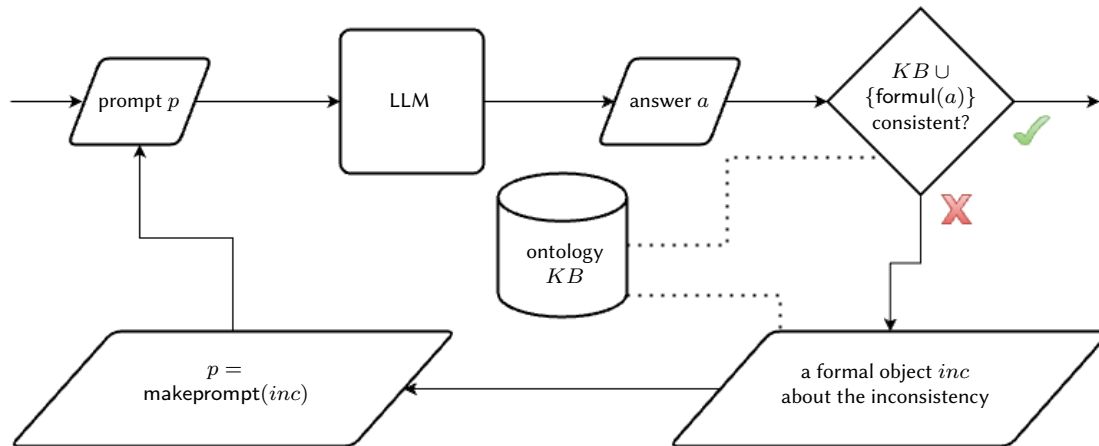 prompt p
LLM
answer a
KB ∪
{formul(a)}
consistent?
ontology
KB
p =
makeprompt(inc)
a formal object inc
about the inconsistency